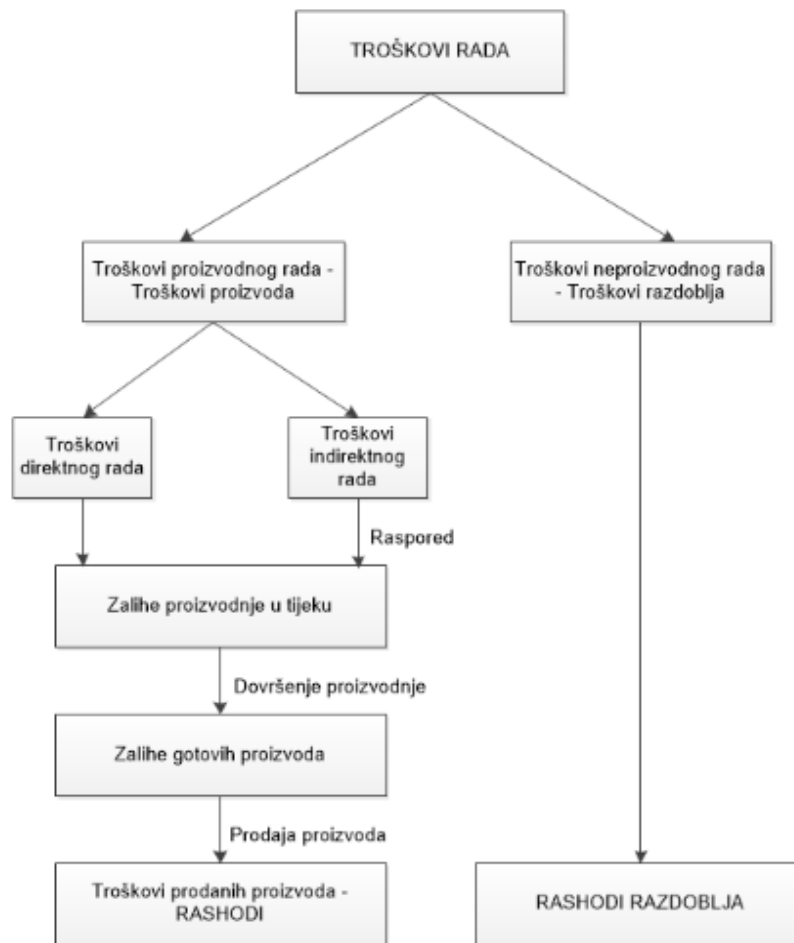 TROŠKOVI RADA
Troškovi proizvodnog rada -
Troškovi proizvoda
Troškovi neproizvodnog rada
- Troškovi razdoblja
Troškovi
direktnog rada
Troškovi
indirektnog
rada
Raspored
Zalihe proizvodnje u tijeku
Dovršenje proizvodnje
Zalihe gotovih proizvoda
Prodaja proizvoda
Troškovi prodanih proizvoda -
RASHODI
RASHODI RAZDOBLJA